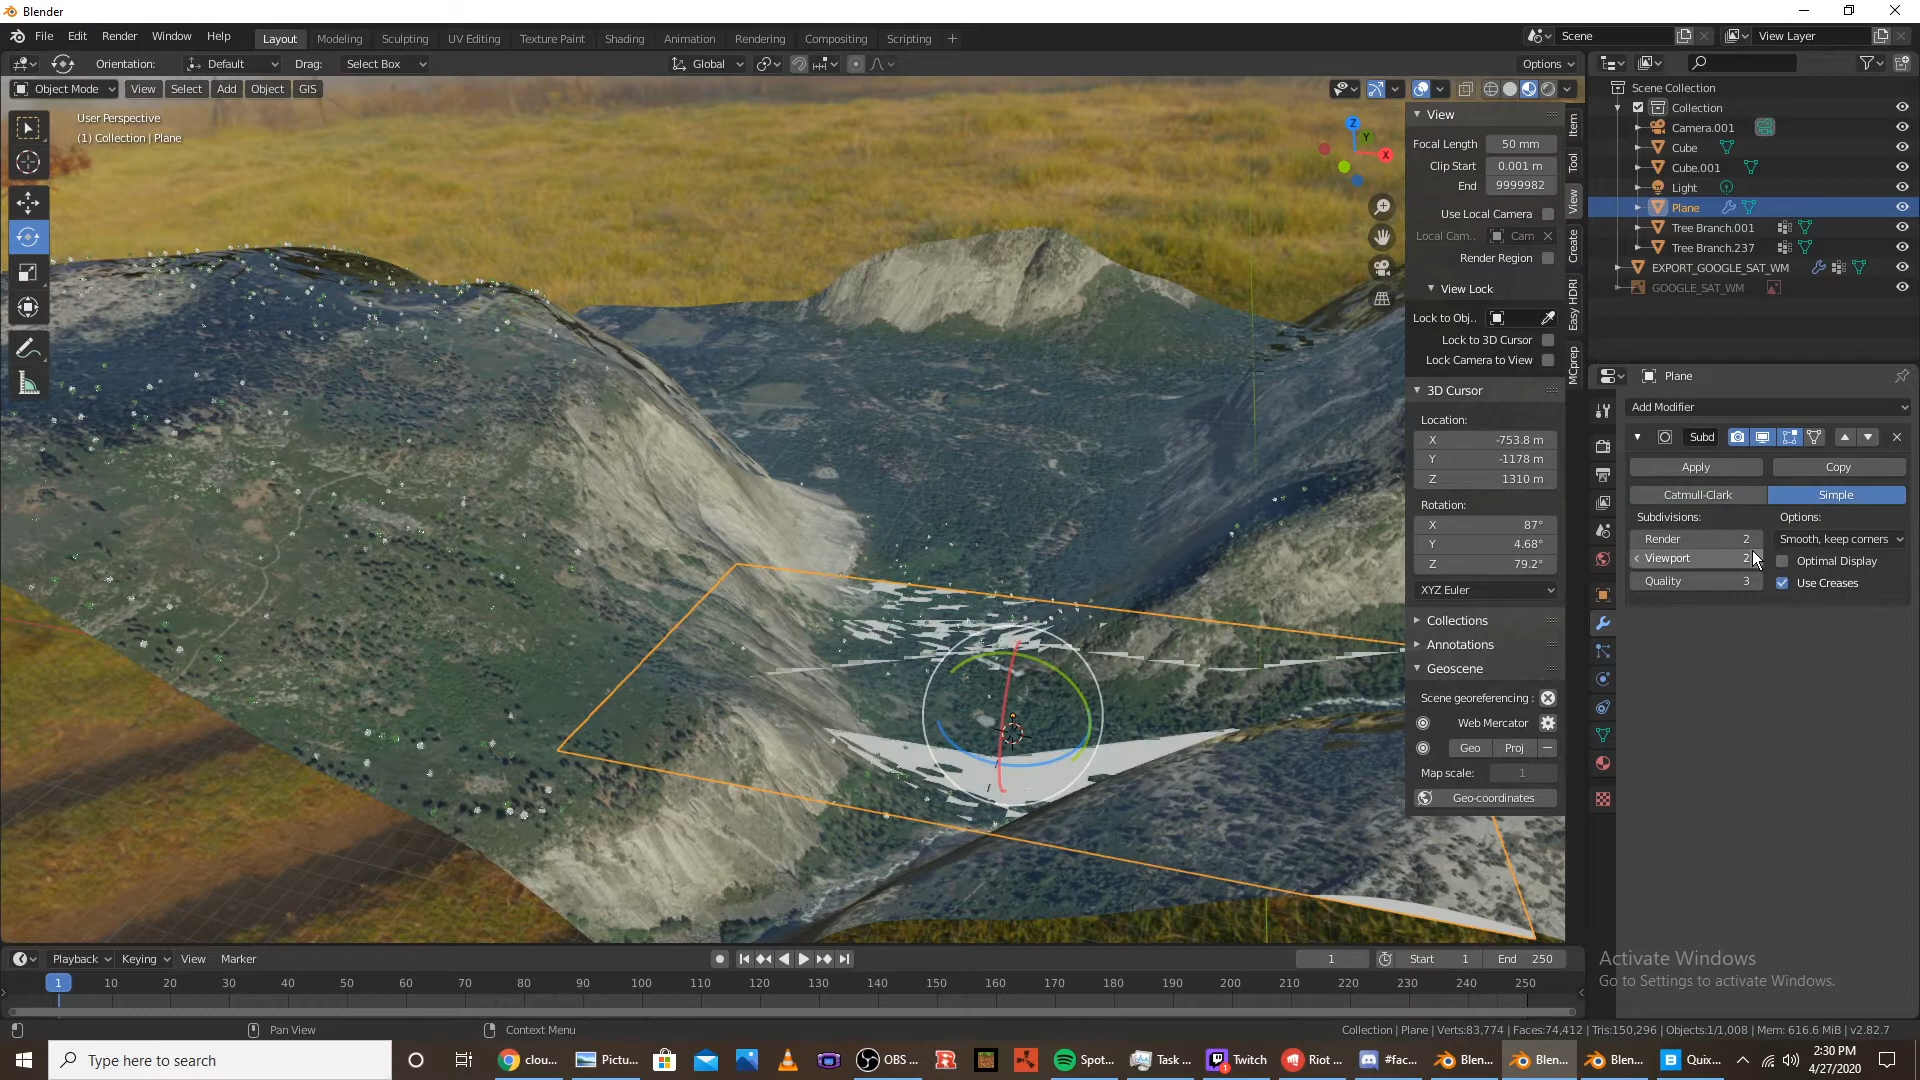 Blender
File Edit Render Window Help
Layout Modeling Sculpting UV Editing Texture Paint Shading Animation Rendering Compositing Scripting +
Scene
View Layer
Orientation: Default Drag: Select Box
Global
Options
Object Mode View Select Add Object GIS
User Perspective
(1) Collection | Plane
Z
Y
X
View
Focal Length 50 mm
Clip Start 0.001 m
End 9999982
Use Local Camera
Local Cam.. Cam
Render Region
View Lock
Lock to Obj..
Lock to 3D Cursor
Lock Camera to View
3D Cursor
Location:
X -753.8 m
Y -1178 m
Z 1310 m
Rotation:
X 87°
Y 4.68°
Z 79.2°
XYZ Euler
Collections
Annotations
Geoscene
Scene georeferencing :
Web Mercator
Geo Proj
Map scale: 1
Geo-coordinates
Item
Tool
View
Create
Easy HDRI
MCprep
Scene Collection
Collection
Camera.001
Cube
Cube.001
Light
Plane
Tree Branch.001
Tree Branch.237
EXPORT_GOOGLE_SAT_WM
GOOGLE_SAT_WM
Plane
Add Modifier
Subd
Apply Copy
Catmull-Clark Simple
Subdivisions: Options:
Render 2 Smooth, keep corners
Viewport 2 Optimal Display
Quality 3 Use Creases
Activate Windows
Go to Settings to activate Windows.
Playback Keying View Marker
1 Start 1 End 250
1 10 20 30 40 50 60 70 80 90 100 110 120 130 140 150 160 170 180 190 200 210 220 230 240 250
Pan View Context Menu
Collection | Plane | Verts:83,774 | Faces:74,412 | Tris:150,296 | Objects:1/1,008 | Mem: 616.6 MiB | v2.82.7
Type here to search
clou... Pictu... OBS ... Spot... Task ... Twitch Riot ... #fac... Blen... Blen... Blen... Quix...
2:30 PM
4/27/2020